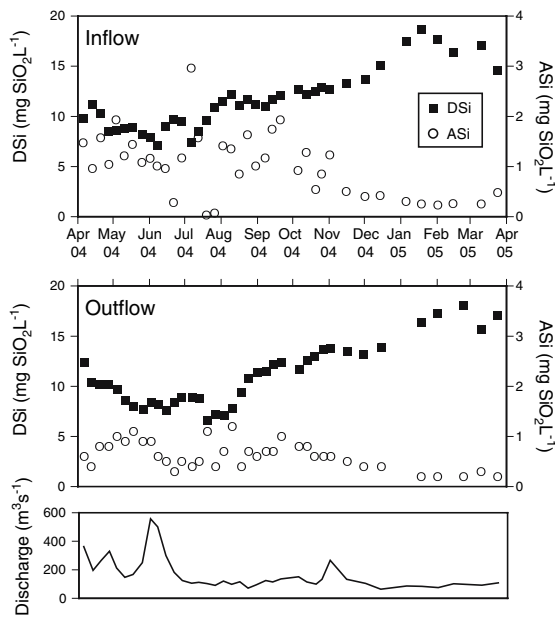 Inflow
DSi (mg SiO₂L⁻¹)
20
15
10
5
0
ASi (mg SiO₂L⁻¹)
4
3
2
1
0
DSi
ASi
Apr May Jun Jul Aug Sep Oct Nov Dec Jan Feb Mar Apr
04 04 04 04 04 04 04 04 04 05 05 05 05
Outflow
DSi (mg SiO₂L⁻¹)
20
15
10
5
0
ASi (mg SiO₂L⁻¹)
4
3
2
1
0
Discharge (m³s⁻¹)
600
400
200
0